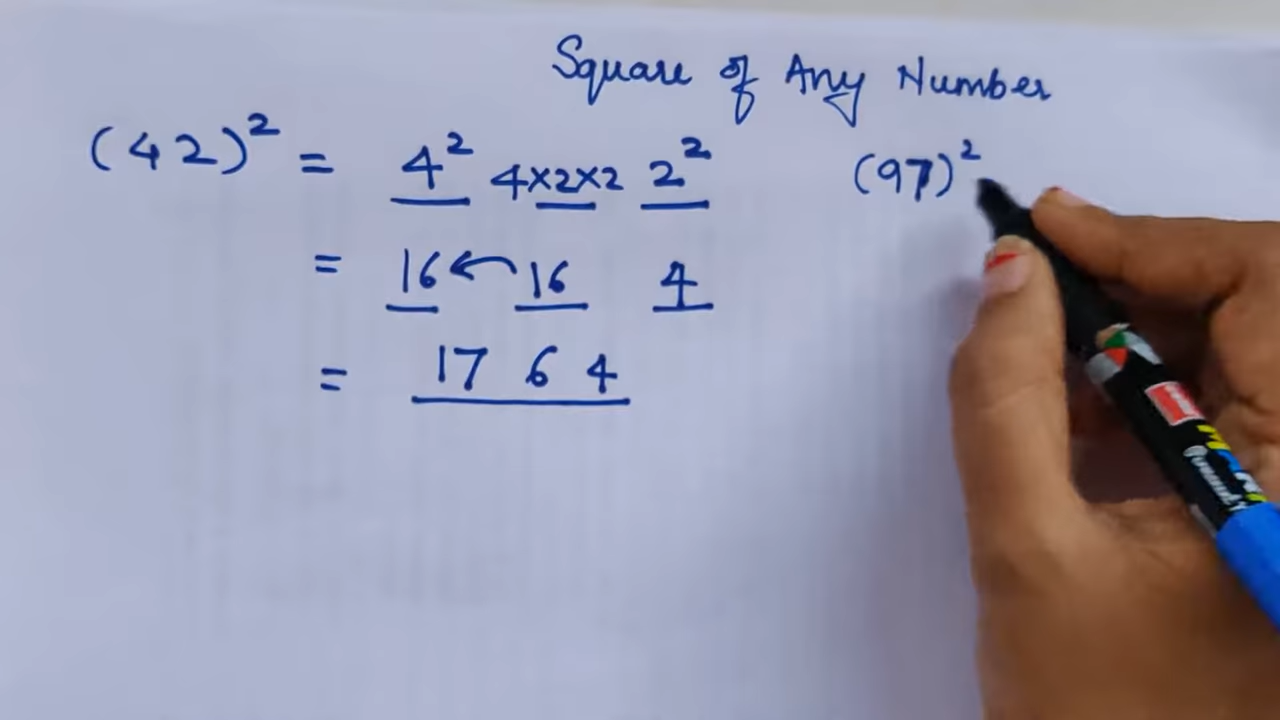 Square of Any Number
(42)² = 4² 4×2×2 2² (97)²
= 16 ← 16 4
= 17 6 4